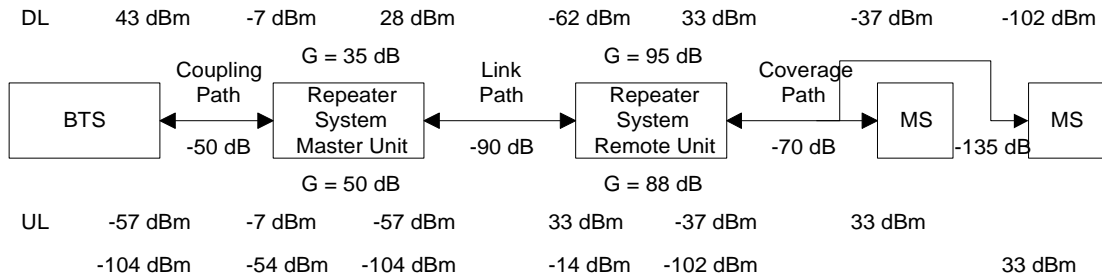 DL 43 dBm -7 dBm 28 dBm -62 dBm 33 dBm -37 dBm -102 dBm
G = 35 dB G = 95 dB
Coupling Path
Link Path
Coverage Path
BTS
Repeater System Master Unit
Repeater System Remote Unit
MS
MS
-50 dB -90 dB -70 dB -135 dB
G = 50 dB G = 88 dB
UL -57 dBm -7 dBm -57 dBm 33 dBm -37 dBm 33 dBm
-104 dBm -54 dBm -104 dBm -14 dBm -102 dBm 33 dBm